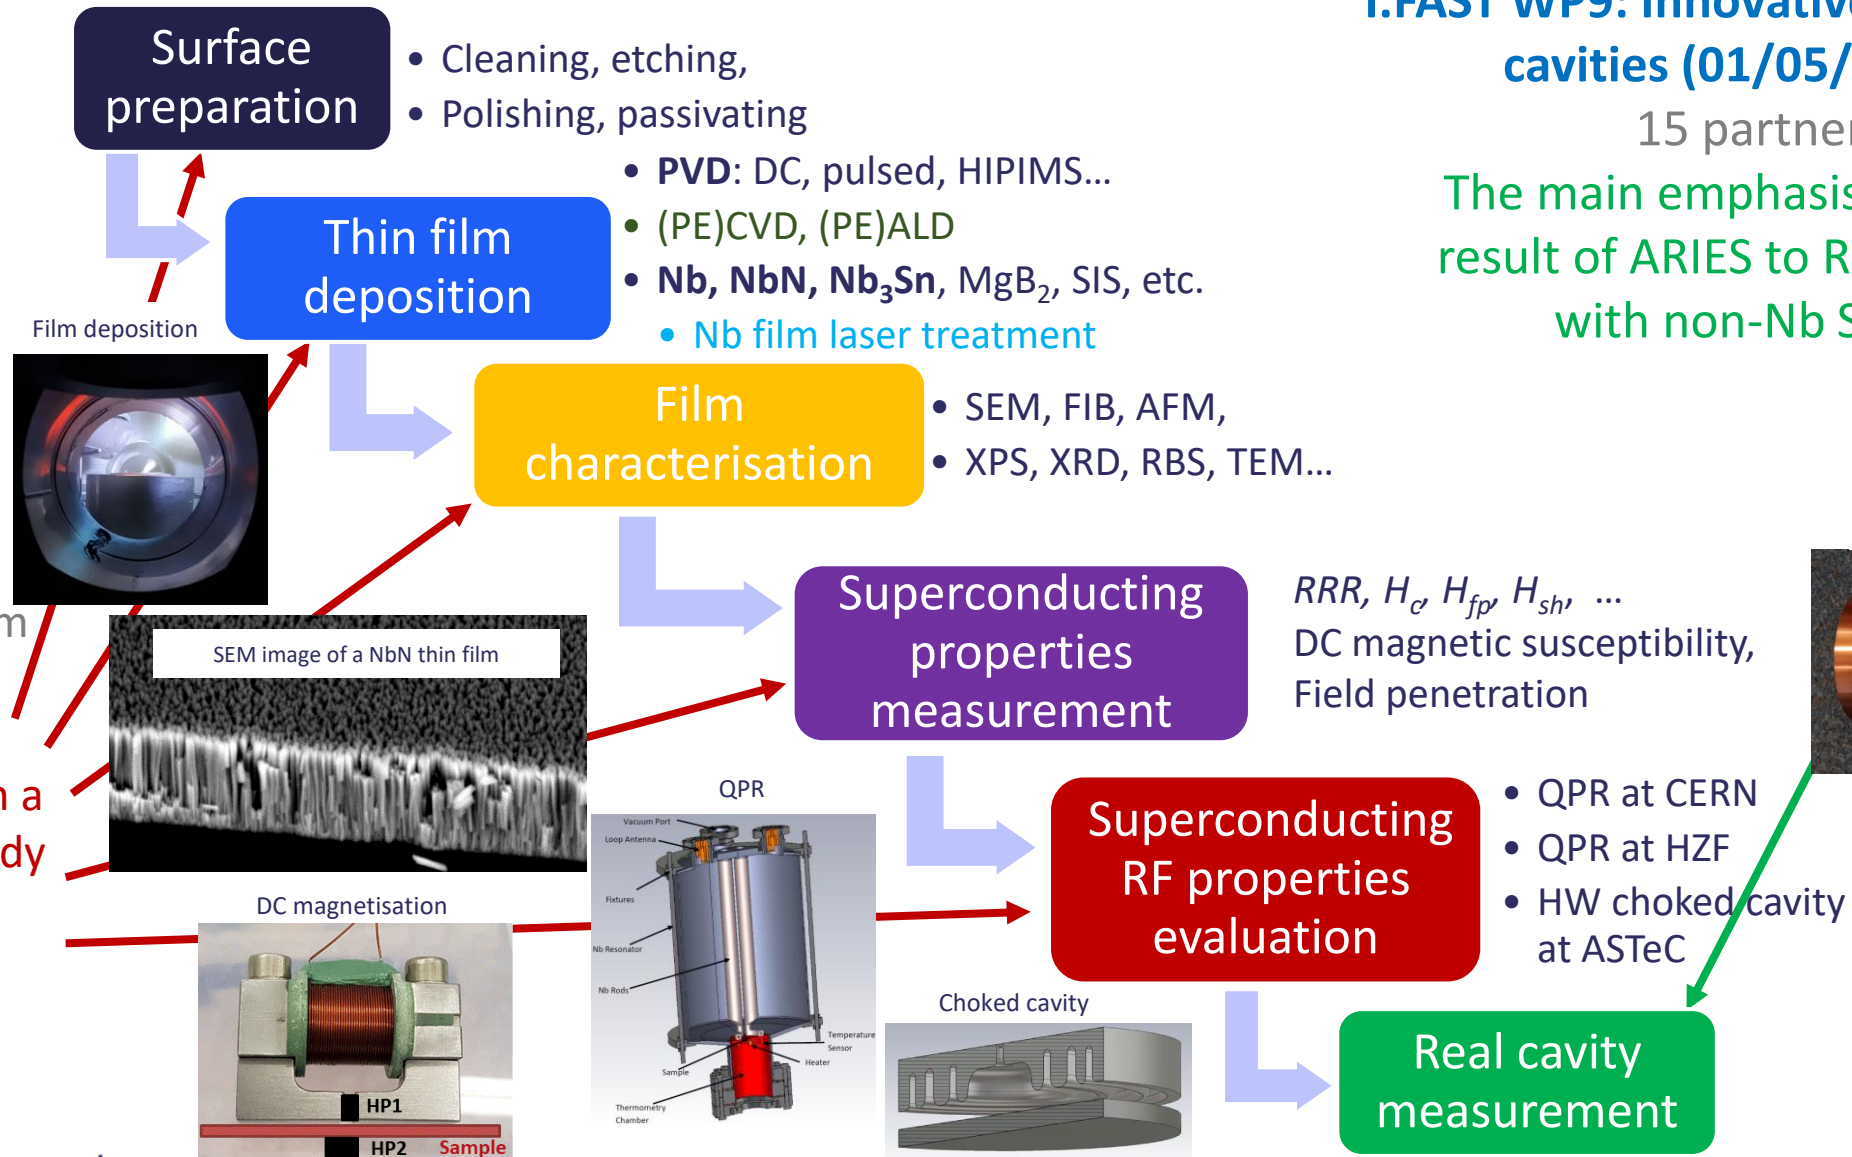 I.FAST WP9: Innovative
cavities (01/05/
15 partner
The main emphasis
result of ARIES to R
with non-Nb S
Surface
preparation
• Cleaning, etching,
• Polishing, passivating
Thin film
deposition
• PVD: DC, pulsed, HIPIMS…
• (PE)CVD, (PE)ALD
• Nb, NbN, Nb₃Sn, MgB₂, SIS, etc.
• Nb film laser treatment
Film deposition
Film
characterisation
• SEM, FIB, AFM,
• XPS, XRD, RBS, TEM…
m
SEM image of a NbN thin film
Superconducting
properties
measurement
RRR, Hc, Hfp, Hsh, …
DC magnetic susceptibility,
Field penetration
n a
dy
QPR
Vacuum Port
Loop Antenna
Fixtures
Nb Resonator
Nb Rods
Temperature
Sensor
Heater
Sample
Thermometry
Chamber
Superconducting
RF properties
evaluation
• QPR at CERN
• QPR at HZF
• HW choked cavity
at ASTeC
DC magnetisation
HP1
HP2
Sample
Choked cavity
Real cavity
measurement